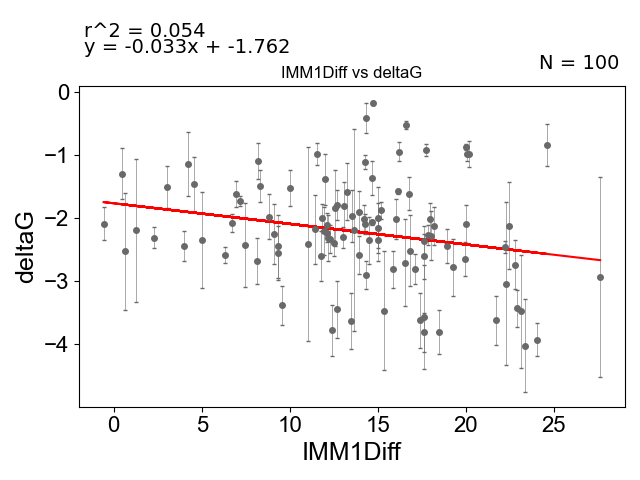 r^2 = 0.054
y = -0.033x + -1.762
N = 100
IMM1Diff vs deltaG
deltaG
0
−1
−2
−3
−4
0 5 10 15 20 25
IMM1Diff